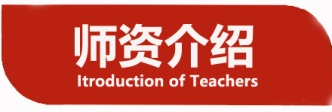 师资介绍
Itroduction of Teachers